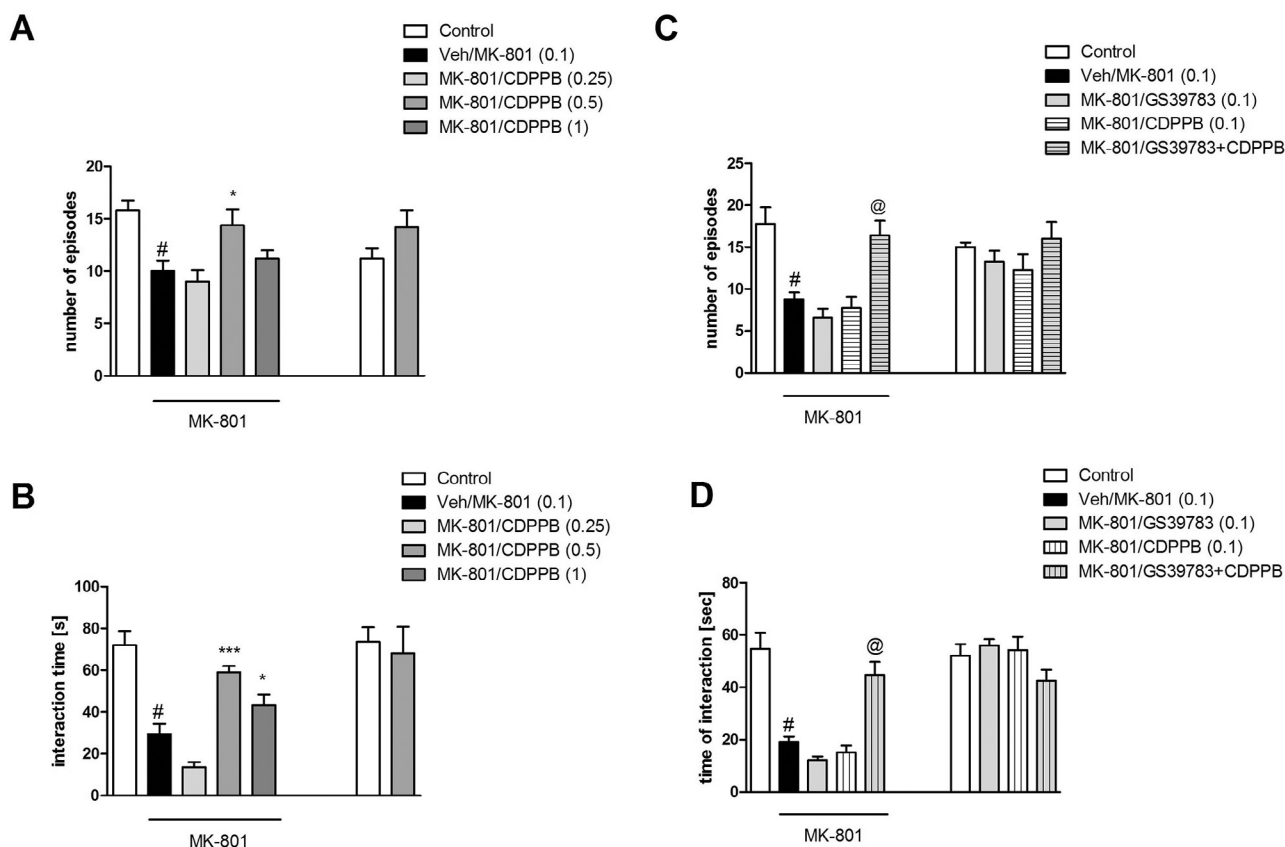 A
Control
Veh/MK-801 (0.1)
MK-801/CDPPB (0.25)
MK-801/CDPPB (0.5)
MK-801/CDPPB (1)
number of episodes
20
15
10
5
0
#
*
MK-801
B
Control
Veh/MK-801 (0.1)
MK-801/CDPPB (0.25)
MK-801/CDPPB (0.5)
MK-801/CDPPB (1)
interaction time [s]
100
80
60
40
20
0
#
***
*
MK-801
C
Control
Veh/MK-801 (0.1)
MK-801/GS39783 (0.1)
MK-801/CDPPB (0.1)
MK-801/GS39783+CDPPB
number of episodes
25
20
15
10
5
0
#
@
MK-801
D
Control
Veh/MK-801 (0.1)
MK-801/GS39783 (0.1)
MK-801/CDPPB (0.1)
MK-801/GS39783+CDPPB
time of interaction [sec]
80
60
40
20
0
#
@
MK-801